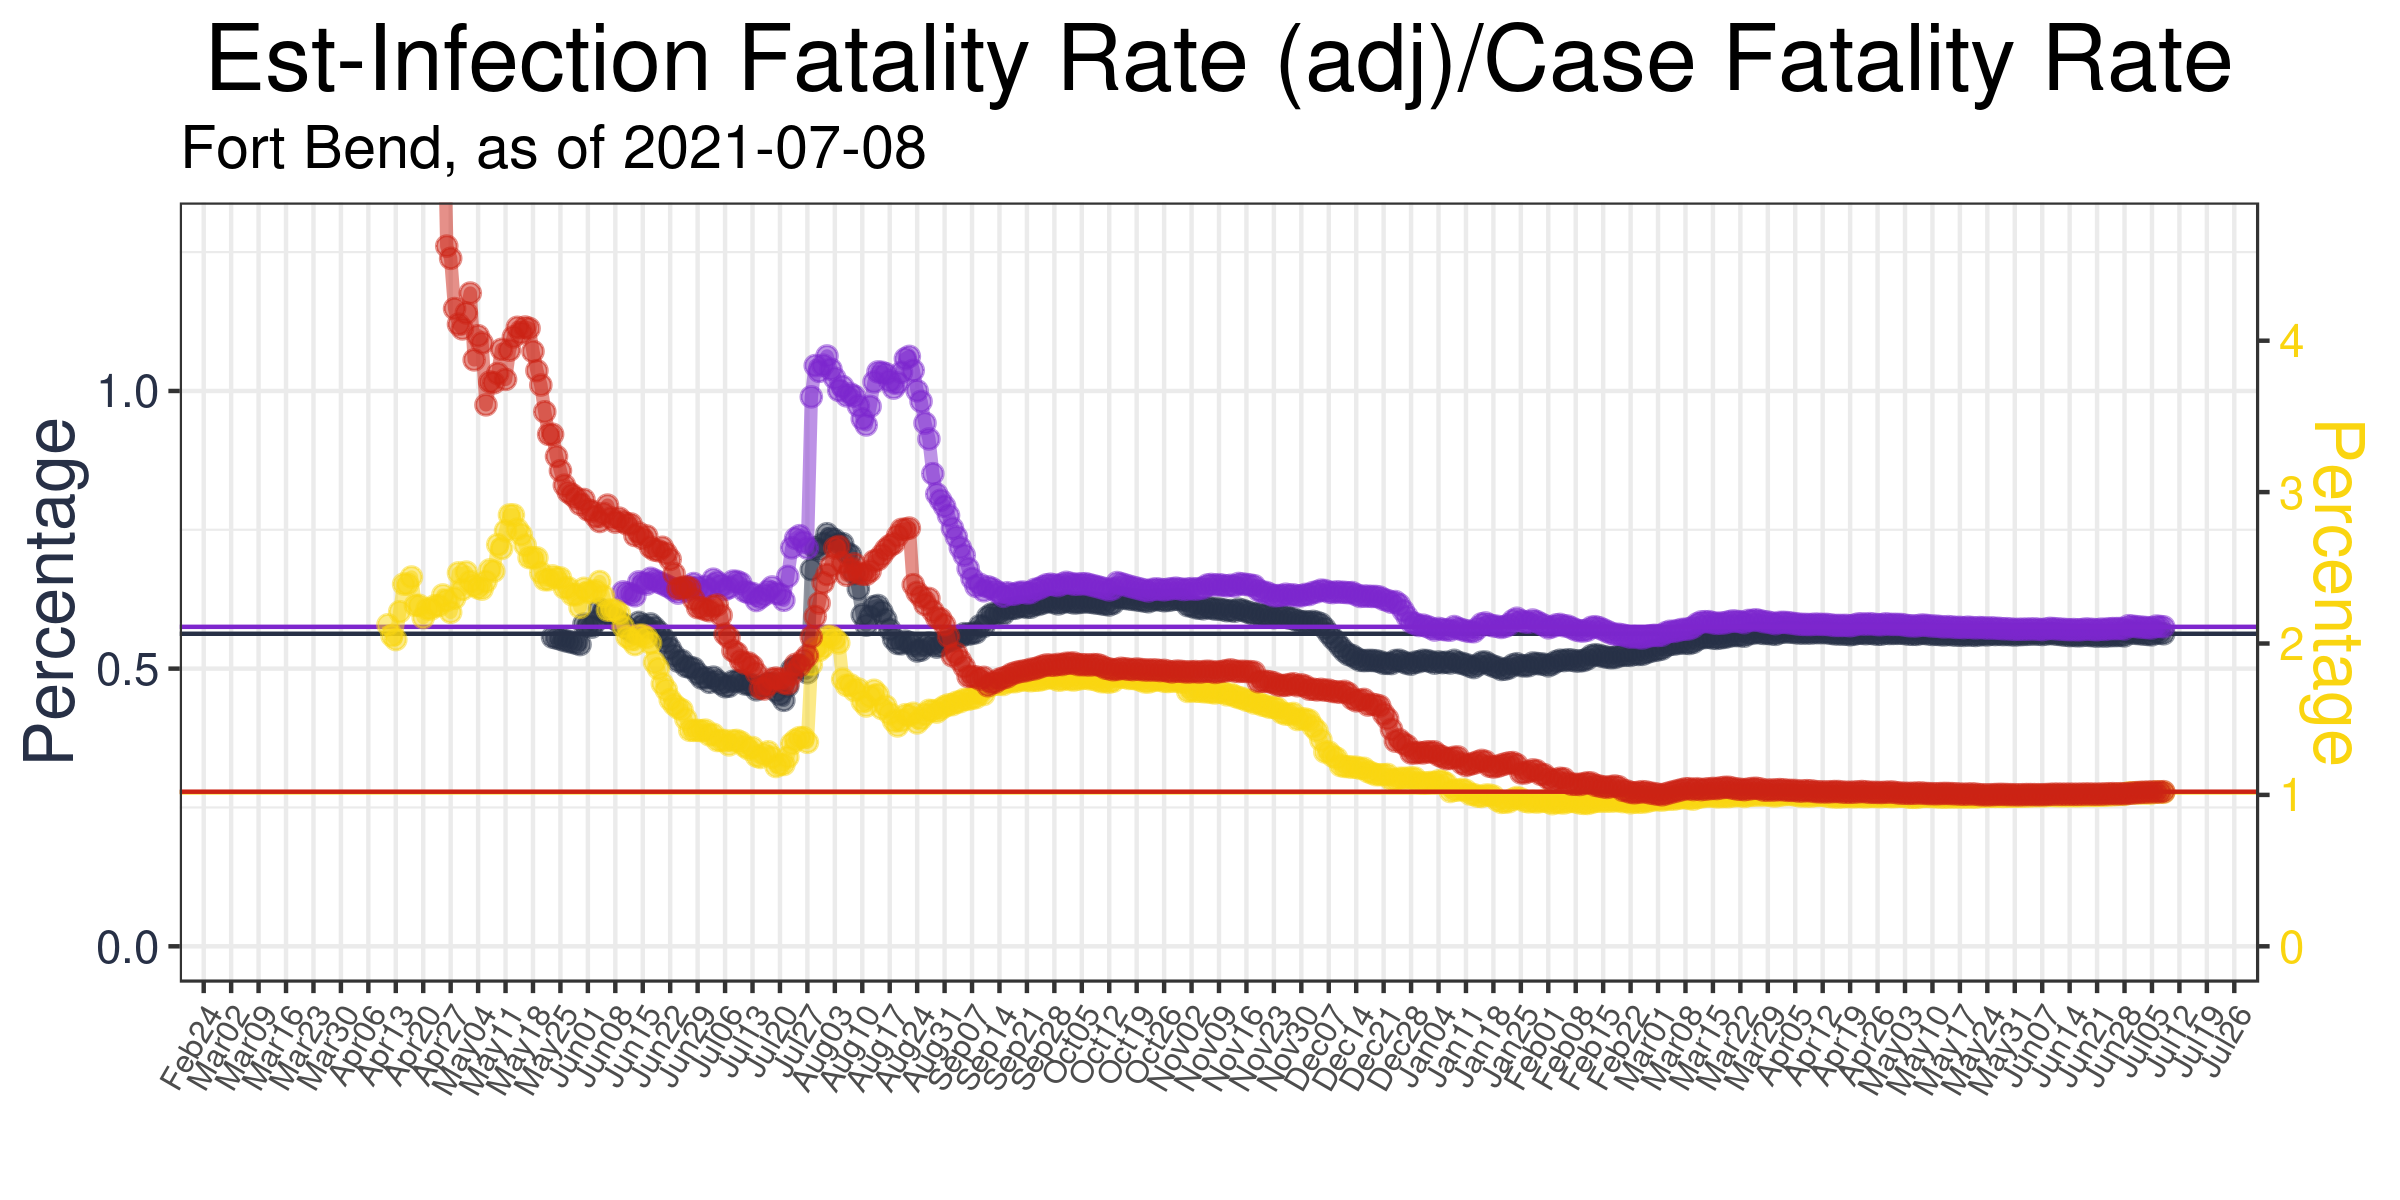 Est-Infection Fatality Rate (adj)/Case Fatality Rate
Fort Bend, as of 2021-07-08
Percentage
1.0
0.5
0.0
4
3
2
1
0
Percentage
Feb24
Mar02
Mar09
Mar16
Mar23
Mar30
Apr06
Apr13
Apr20
Apr27
May04
May11
May18
May25
Jun01
Jun08
Jun15
Jun22
Jun29
Jul06
Jul13
Jul20
Jul27
Aug03
Aug10
Aug17
Aug24
Aug31
Sep07
Sep14
Sep21
Sep28
Oct05
Oct12
Oct19
Oct26
Nov02
Nov09
Nov16
Nov23
Nov30
Dec07
Dec14
Dec21
Dec28
Jan04
Jan11
Jan18
Jan25
Feb01
Feb08
Feb15
Feb22
Mar01
Mar08
Mar15
Mar22
Mar29
Apr05
Apr12
Apr19
Apr26
May03
May10
May17
May24
May31
Jun07
Jun14
Jun21
Jun28
Jul05
Jul12
Jul19
Jul26